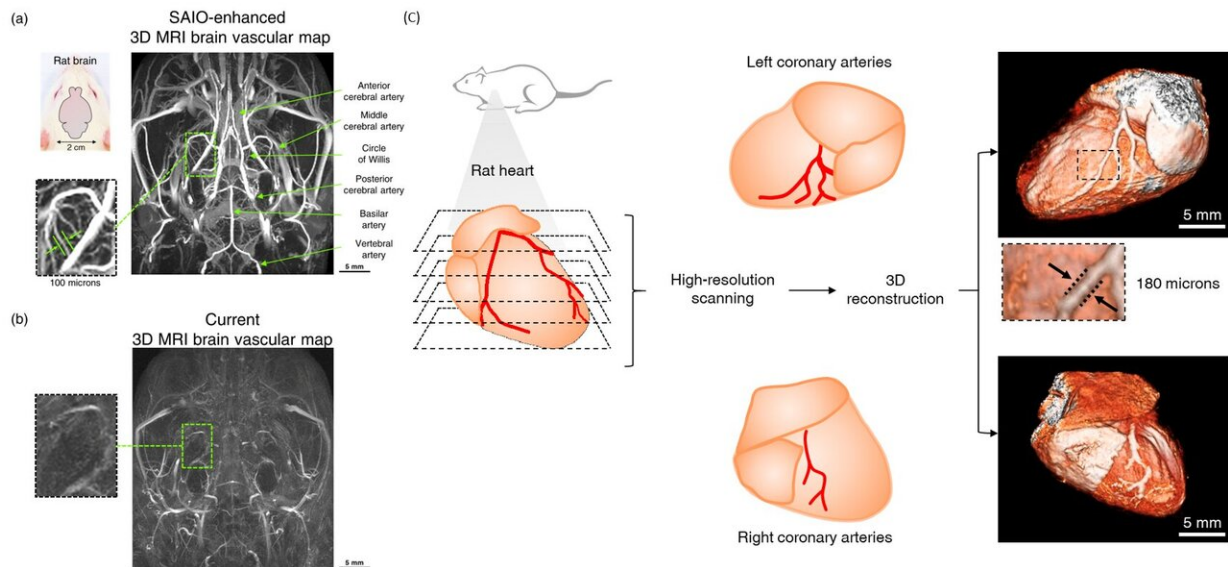 (a)
SAIO-enhanced
3D MRI brain vascular map
Rat brain
2 cm
100 microns
Anterior
cerebral artery
Middle
cerebral artery
Circle
of Willis
Posterior
cerebral artery
Basilar
artery
Vertebral
artery
5 mm
(b)
Current
3D MRI brain vascular map
5 mm
(C)
Rat heart
Left coronary arteries
High-resolution
scanning
3D
reconstruction
Right coronary arteries
5 mm
180 microns
5 mm